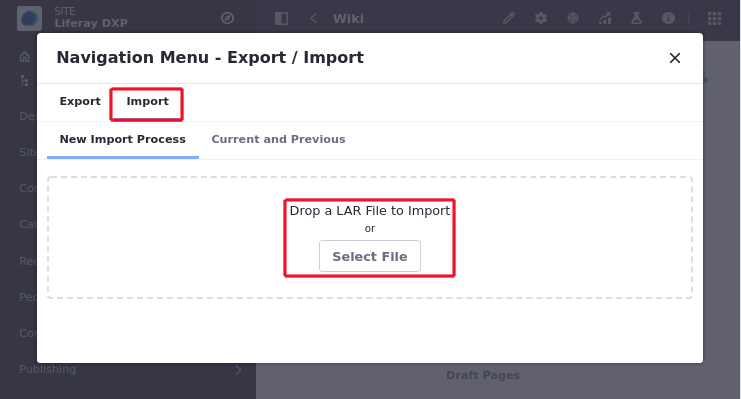 SITE
Liferay DXP
Wiki
Navigation Menu - Export / Import
Export
Import
New Import Process
Current and Previous
Drop a LAR File to Import
or
Select File
Publishing
Draft Pages